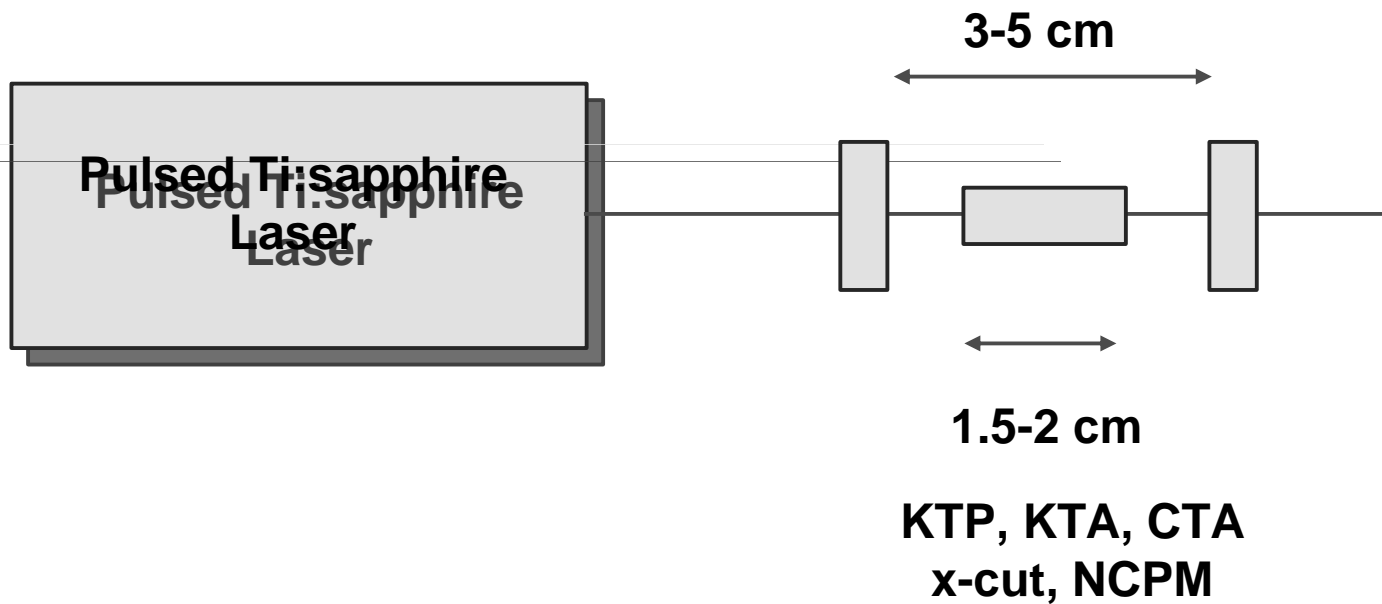 3-5 cm
Pulsed Ti:sapphire
Laser
1.5-2 cm
KTP, KTA, CTA
x-cut, NCPM